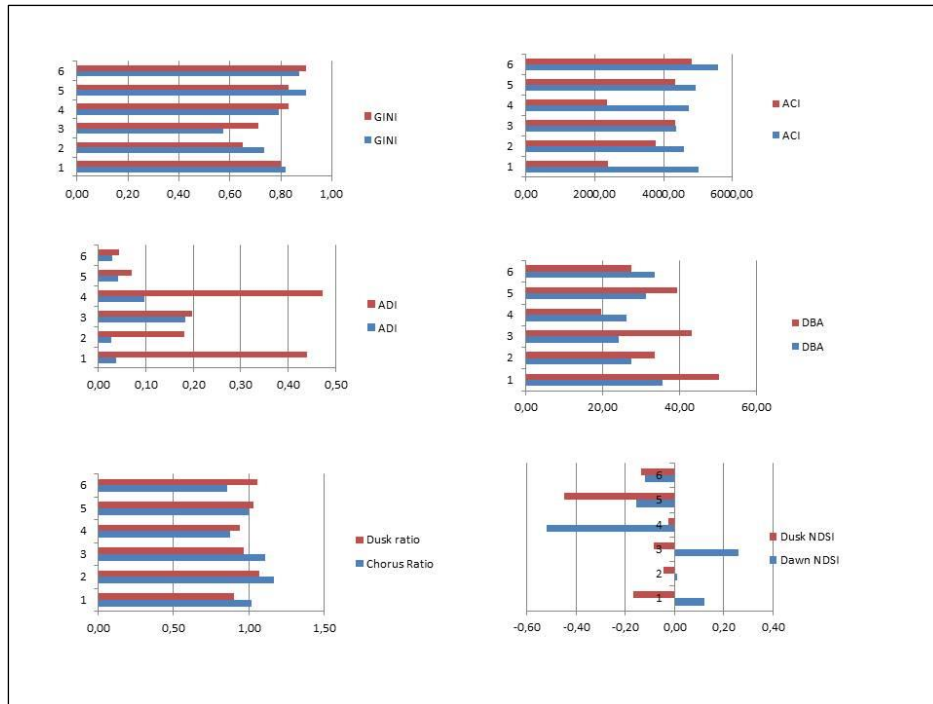 6
5
4
3
2
1
0,00 0,20 0,40 0,60 0,80 1,00
GINI
GINI
6
5
4
3
2
1
0,00 2000,00 4000,00 6000,00
ACI
ACI
6
5
4
3
2
1
0,00 0,10 0,20 0,30 0,40 0,50
ADI
ADI
6
5
4
3
2
1
0,00 20,00 40,00 60,00
DBA
DBA
6
5
4
3
2
1
0,00 0,50 1,00 1,50
Dusk ratio
Chorus Ratio
6
5
4
3
2
1
-0,60 -0,40 -0,20 0,00 0,20 0,40
Dusk NDSI
Dawn NDSI